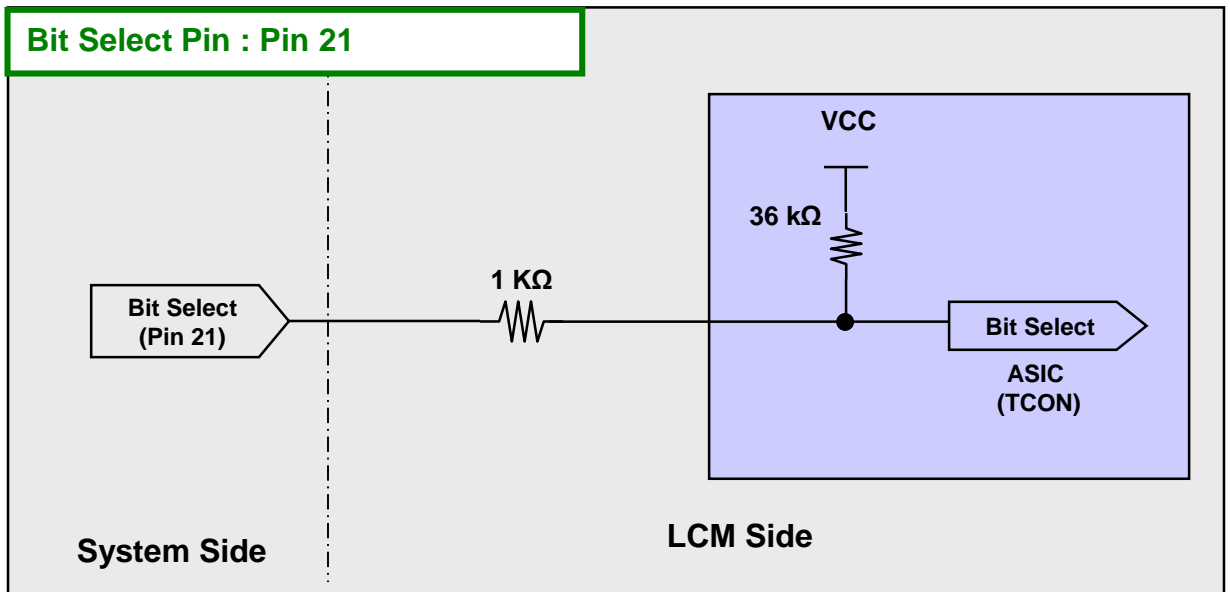 Bit Select Pin : Pin 21
VCC
36 kΩ
1 KΩ
Bit Select
(Pin 21)
Bit Select
ASIC
(TCON)
System Side
LCM Side